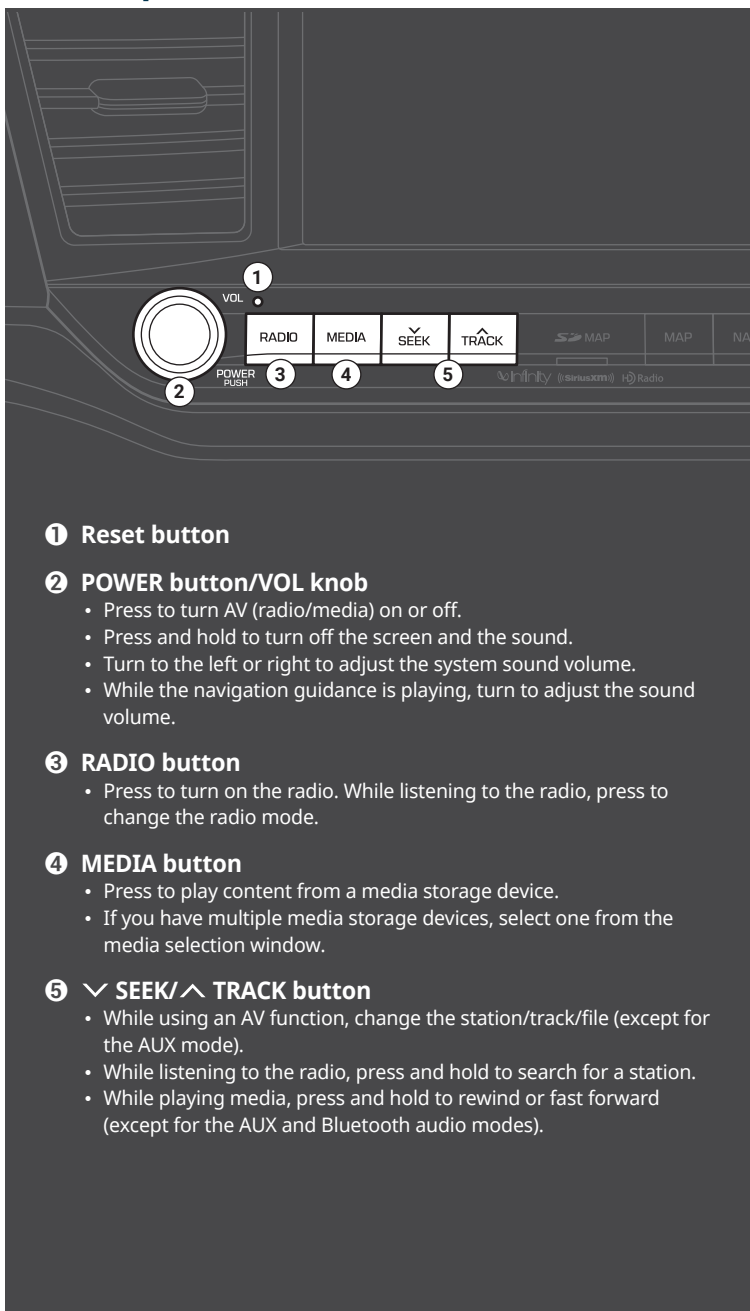 1
VOL
RADIO MEDIA SEEK TRACK MAP MAP NA
POWER
PUSH
2 3 4 5
infinity ((SiriusXM)) HD Radio
❶ Reset button
❷ POWER button/VOL knob
• Press to turn AV (radio/media) on or off.
• Press and hold to turn off the screen and the sound.
• Turn to the left or right to adjust the system sound volume.
• While the navigation guidance is playing, turn to adjust the sound
volume.
❸ RADIO button
• Press to turn on the radio. While listening to the radio, press to
change the radio mode.
❹ MEDIA button
• Press to play content from a media storage device.
• If you have multiple media storage devices, select one from the
media selection window.
❺ ∨ SEEK/∧ TRACK button
• While using an AV function, change the station/track/file (except for
the AUX mode).
• While listening to the radio, press and hold to search for a station.
• While playing media, press and hold to rewind or fast forward
(except for the AUX and Bluetooth audio modes).